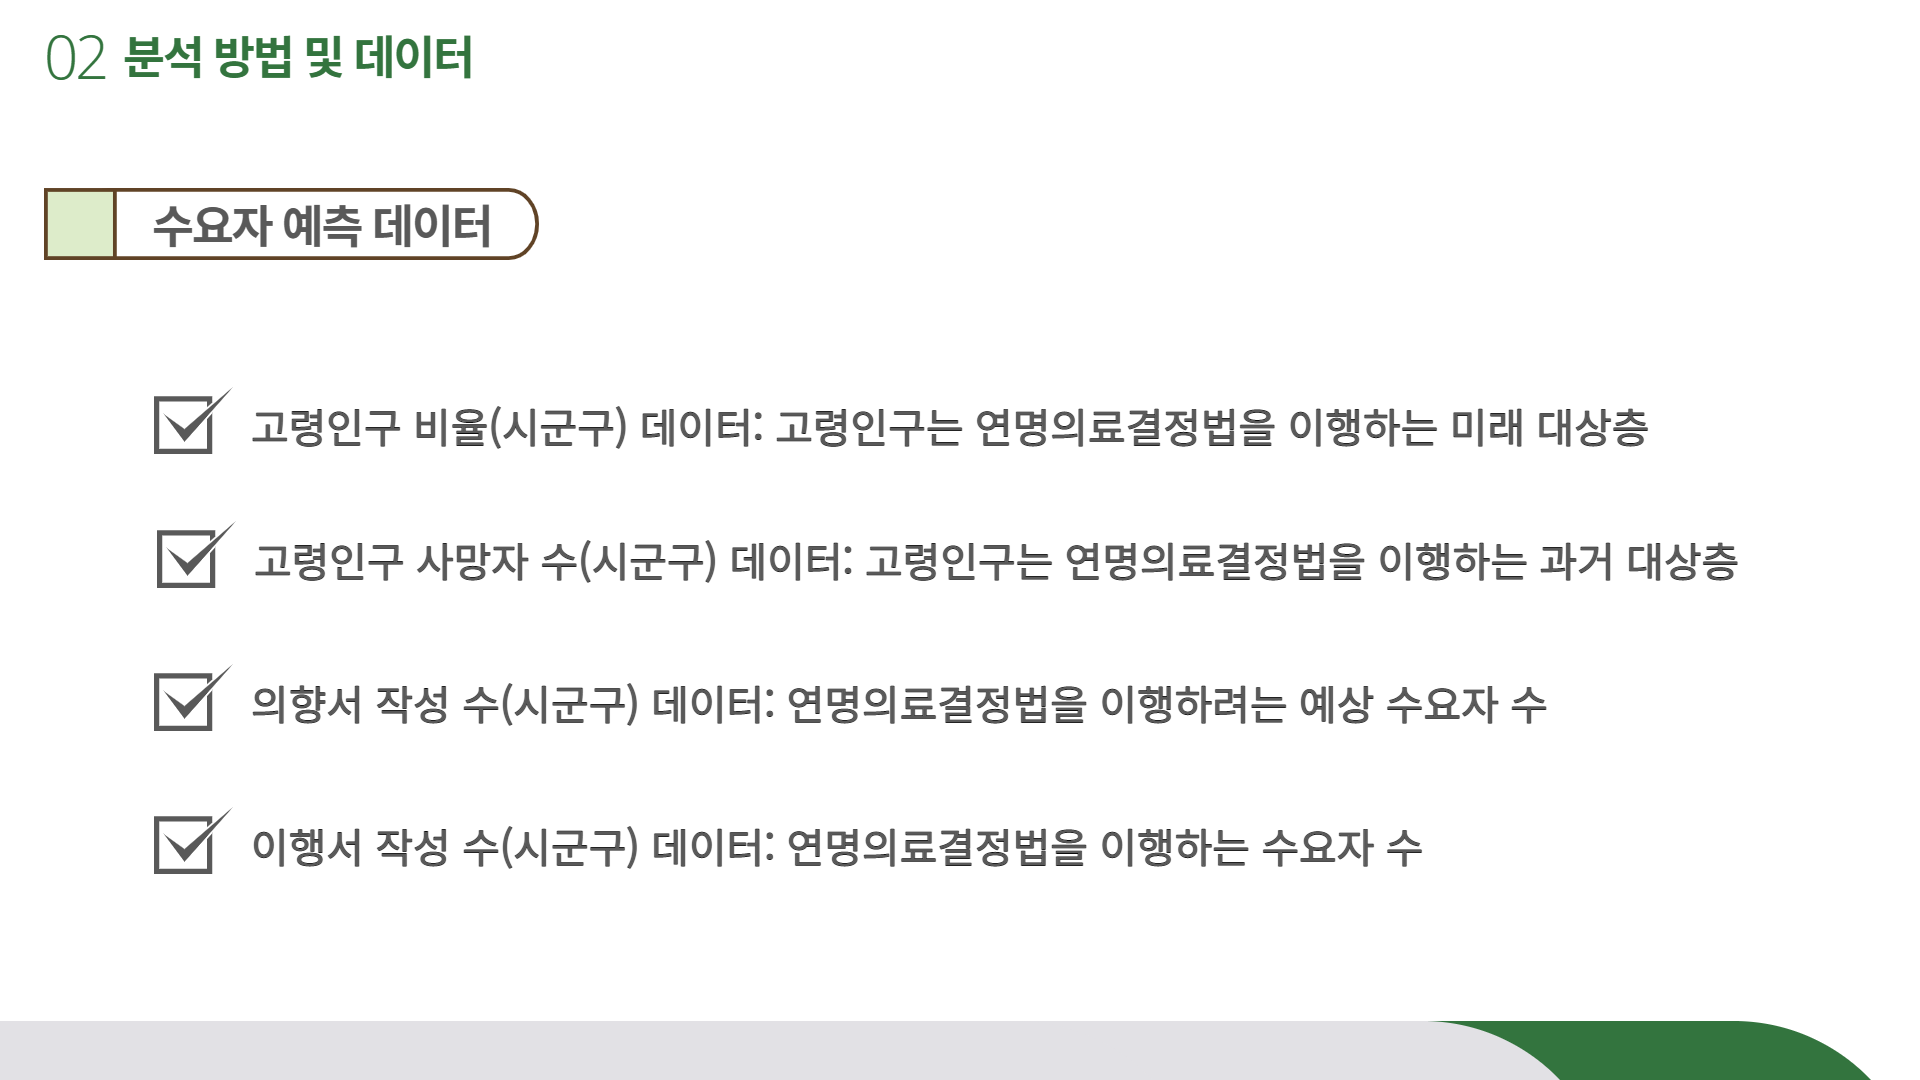 02 분석 방법 및 데이터
수요자 예측 데이터
고령인구 비율(시군구) 데이터: 고령인구는 연명의료결정법을 이행하는 미래 대상층
고령인구 사망자 수(시군구) 데이터: 고령인구는 연명의료결정법을 이행하는 과거 대상층
의향서 작성 수(시군구) 데이터: 연명의료결정법을 이행하려는 예상 수요자 수
이행서 작성 수(시군구) 데이터: 연명의료결정법을 이행하는 수요자 수